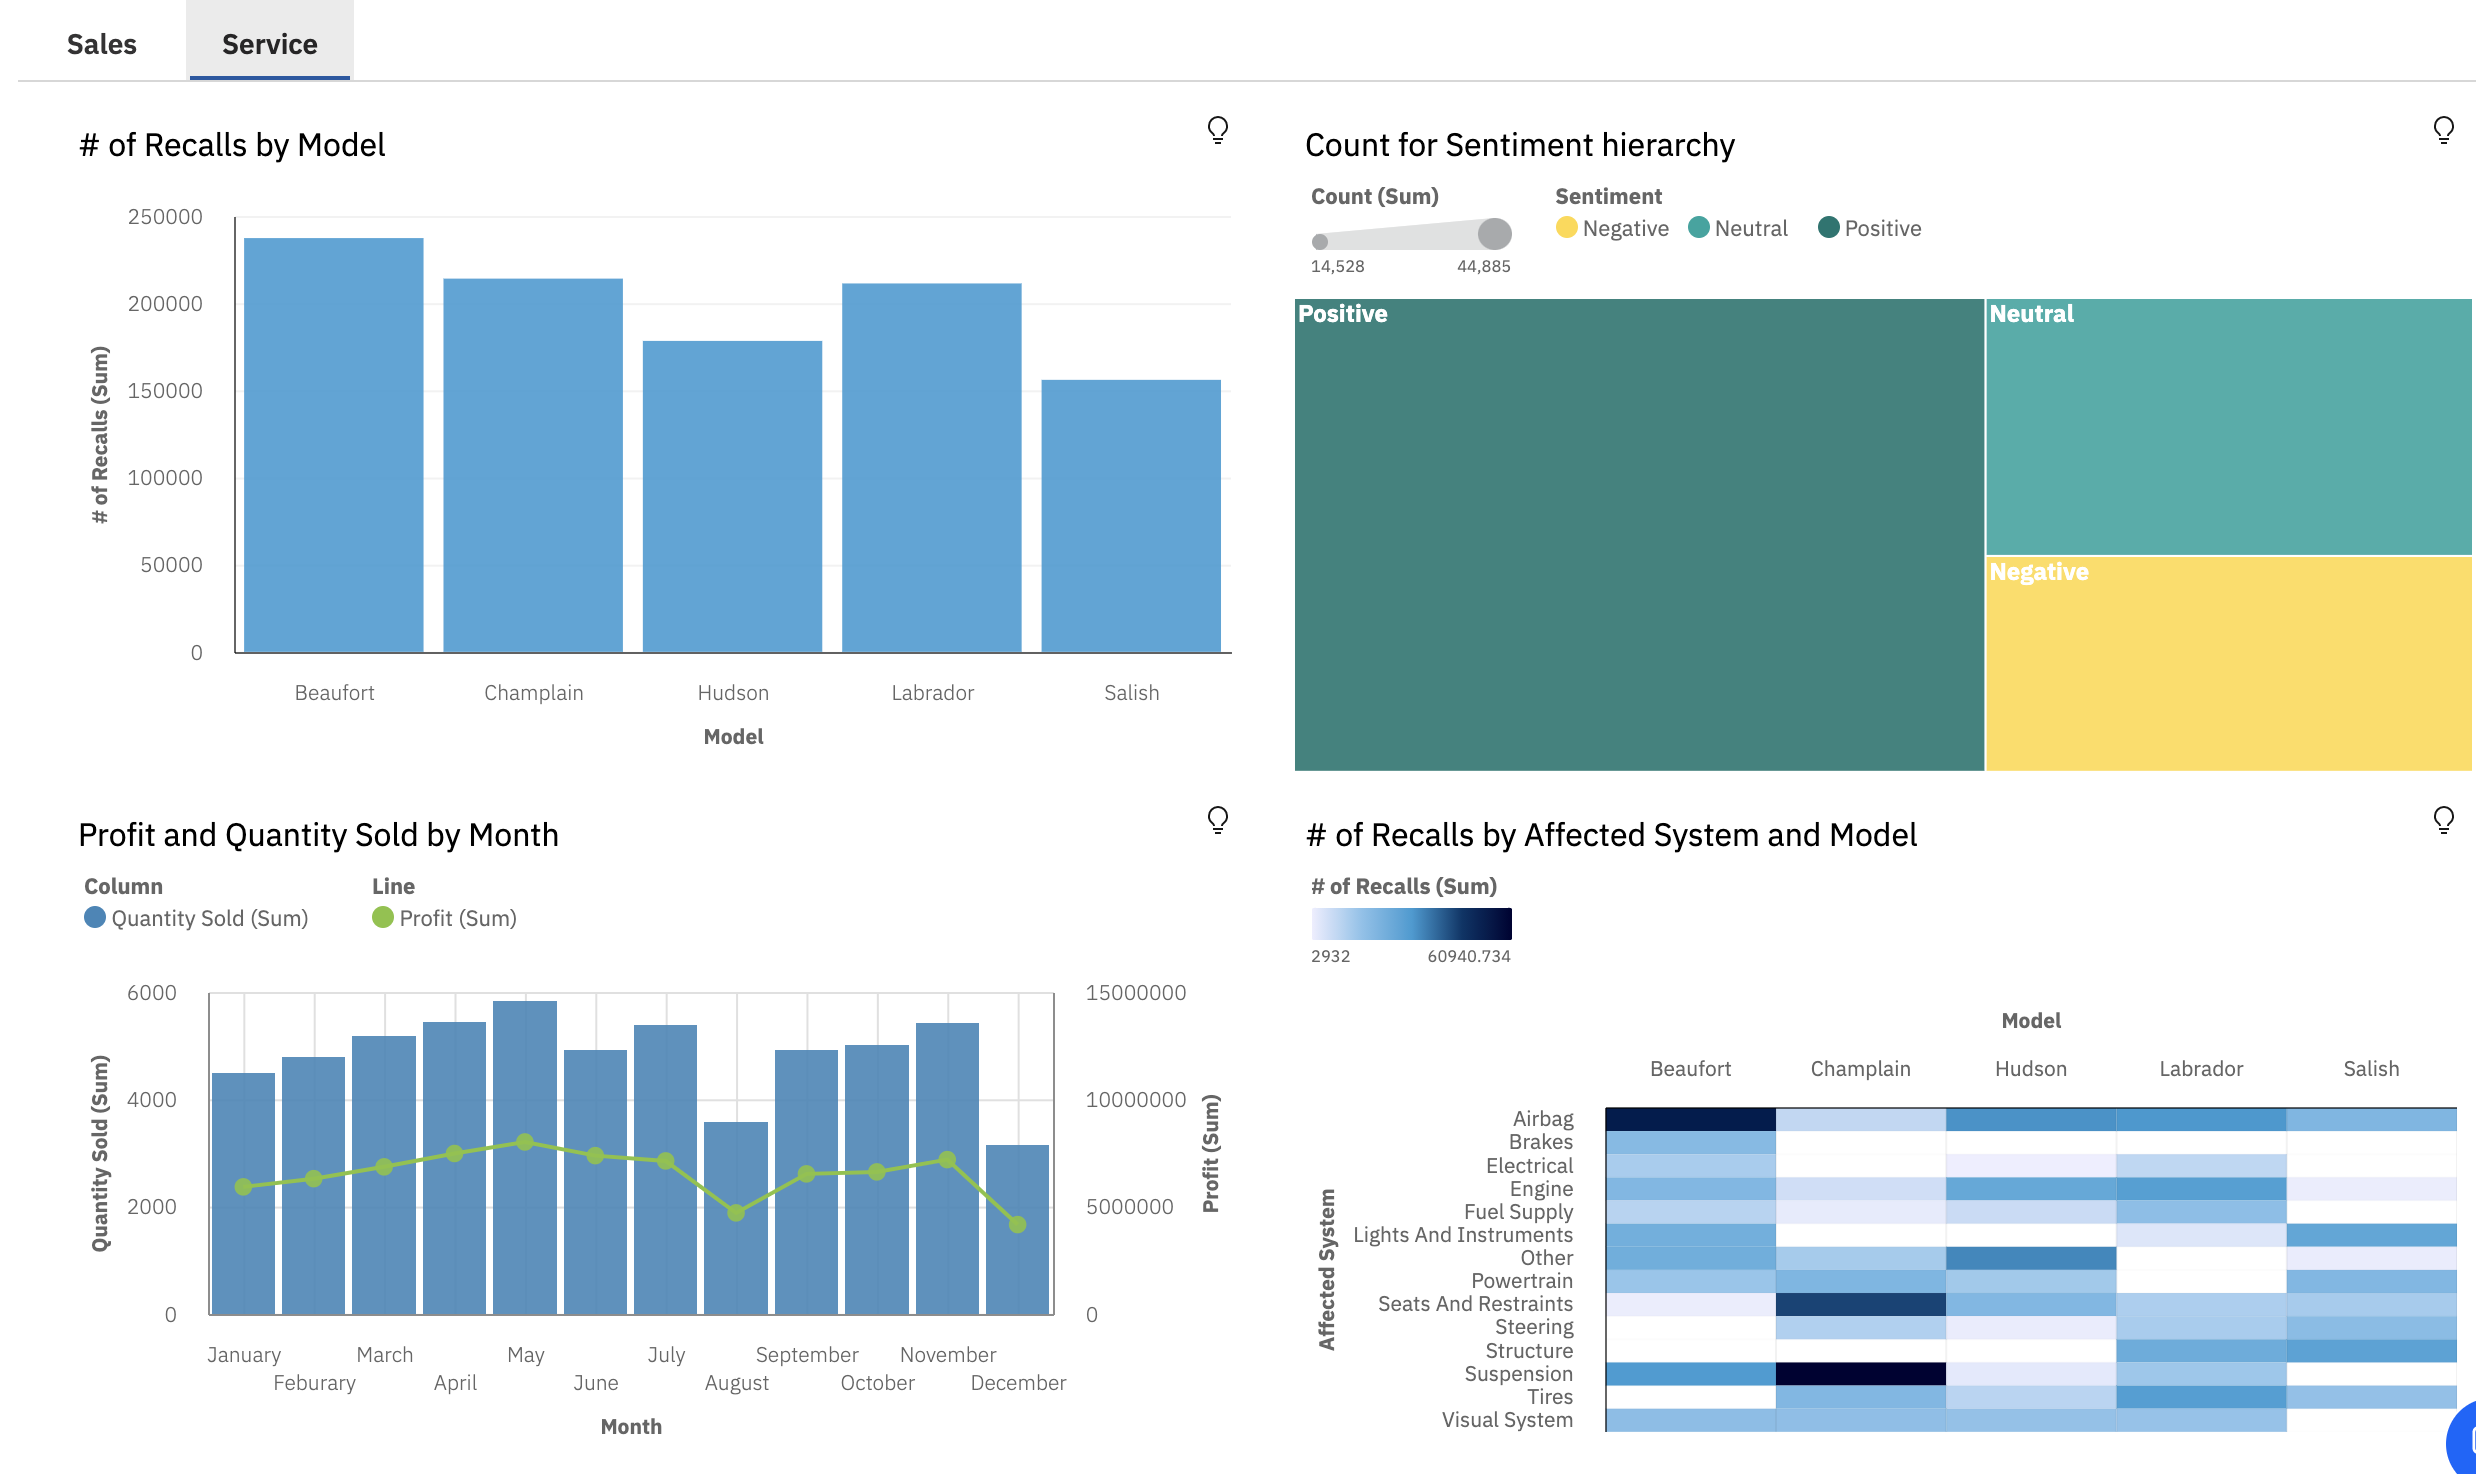 Sales
Service
# of Recalls by Model
# of Recalls (Sum)
250000
200000
150000
100000
50000
0
Beaufort Champlain Hudson Labrador Salish
Model
Count for Sentiment hierarchy
Count (Sum)
14,528 44,885
Sentiment
Negative Neutral Positive
Positive
Neutral
Negative
Profit and Quantity Sold by Month
Column
Quantity Sold (Sum)
Line
Profit (Sum)
Quantity Sold (Sum)
6000
4000
2000
0
15000000
10000000
5000000
0
Profit (Sum)
January March May July September November
Feburary April June August October December
Month
# of Recalls by Affected System and Model
# of Recalls (Sum)
2932 60940.734
Model
Beaufort Champlain Hudson Labrador Salish
Affected System
Airbag
Brakes
Electrical
Engine
Fuel Supply
Lights And Instruments
Other
Powertrain
Seats And Restraints
Steering
Structure
Suspension
Tires
Visual System